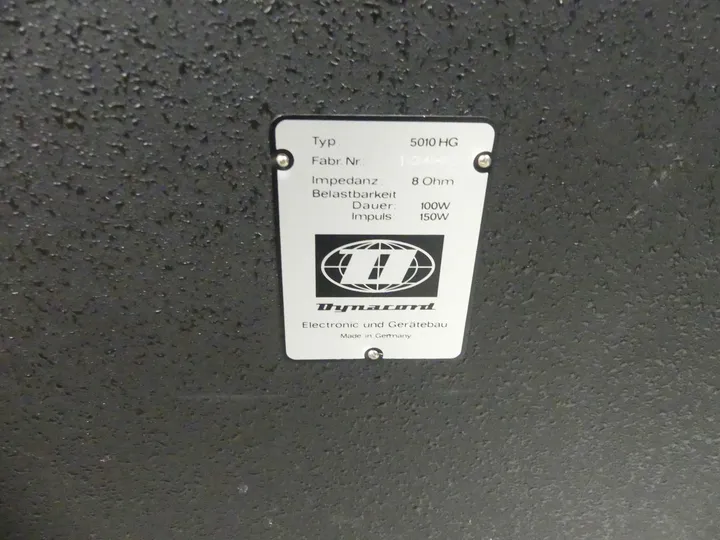 Typ 5010 HG
Fabr. Nr.
Impedanz: 8 Ohm
Belastbarkeit
Dauer: 100W
Impuls 150W
Dynacord
Electronic und Gerätebau
Made in Germany